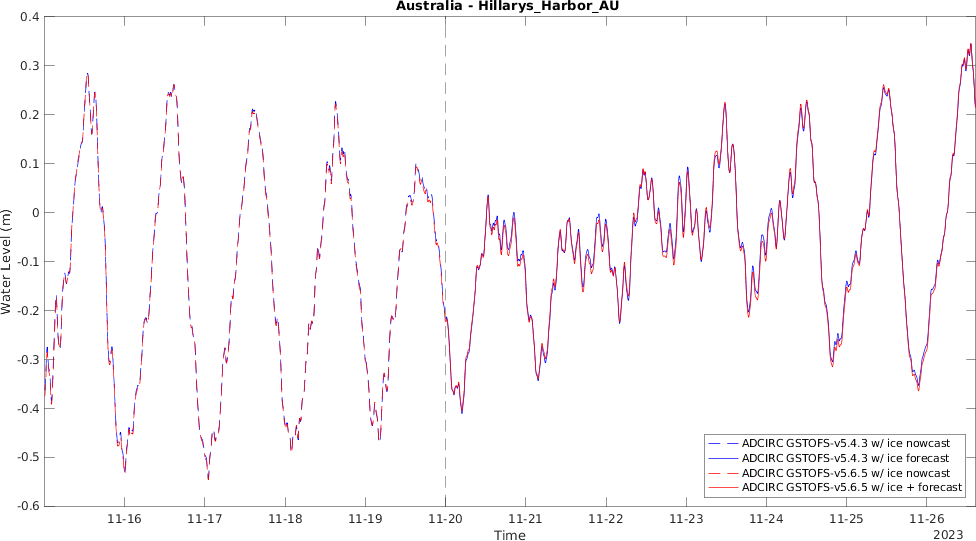 Australia - Hillarys_Harbor_AU
0.4
0.3
0.2
0.1
0
-0.1
-0.2
-0.3
-0.4
-0.5
-0.6
Water Level (m)
ADCIRC GSTOFS-v5.4.3 w/ ice nowcast
ADCIRC GSTOFS-v5.4.3 w/ ice forecast
ADCIRC GSTOFS-v5.6.5 w/ ice nowcast
ADCIRC GSTOFS-v5.6.5 w/ ice + forecast
11-16 11-17 11-18 11-19 11-20 11-21 11-22 11-23 11-24 11-25 11-26
Time
2023